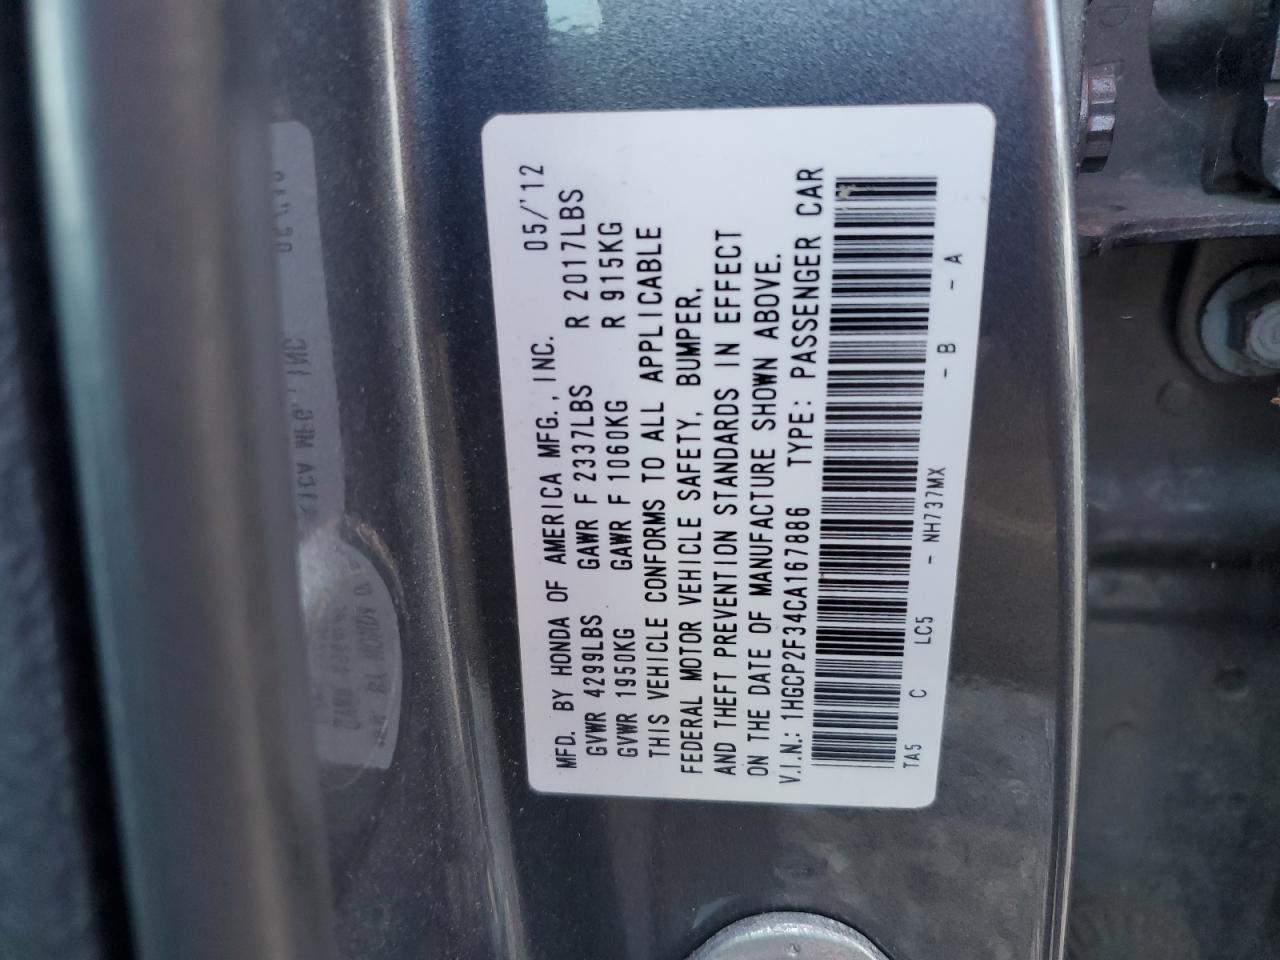 MFD. BY HONDA OF AMERICA MFG., INC. 05/'12
GVWR 4299LBS GAWR F 2337LBS R 2017LBS
GVWR 1950KG GAWR F 1060KG R 915KG
THIS VEHICLE CONFORMS TO ALL APPLICABLE
FEDERAL MOTOR VEHICLE SAFETY, BUMPER,
AND THEFT PREVENTION STANDARDS IN EFFECT
ON THE DATE OF MANUFACTURE SHOWN ABOVE.
V.I.N.: 1HGCP2F34CA167886 TYPE: PASSENGER CAR
TA5 C LC5 - NH737MX - B - A